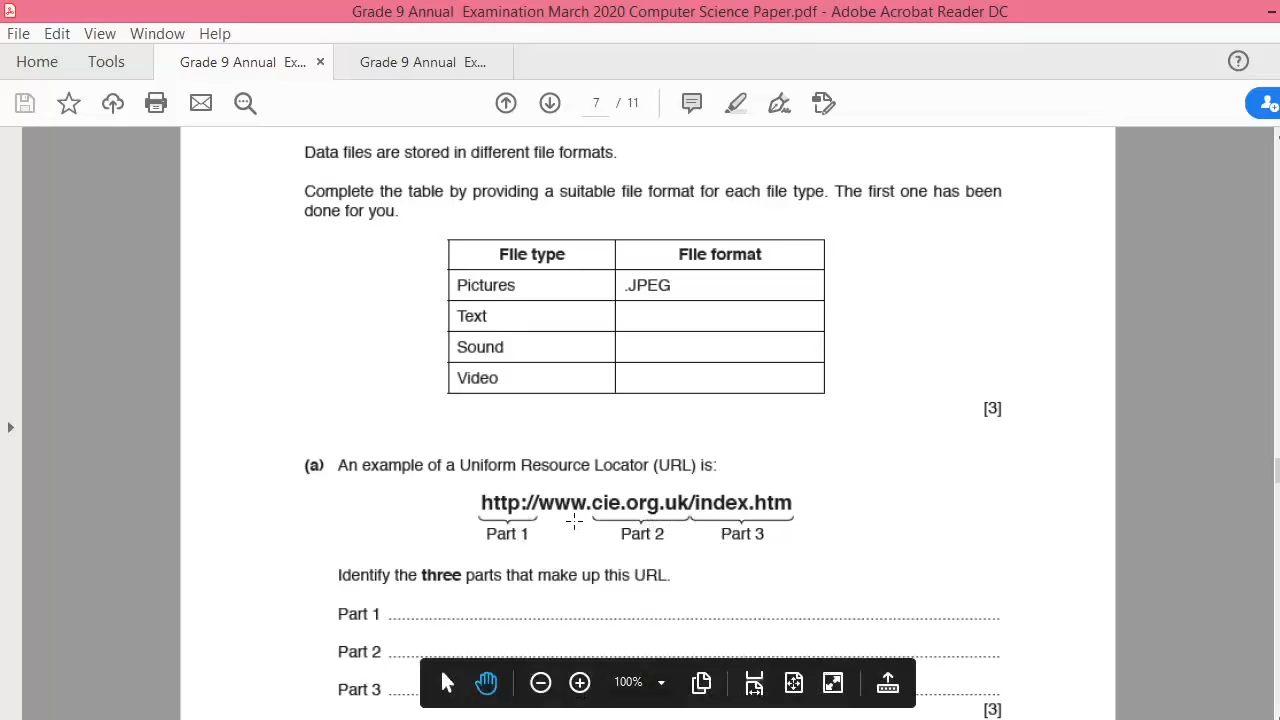 Grade 9 Annual  Examination March 2020 Computer Science Paper.pdf - Adobe Acrobat Reader DC
File Edit View Window Help
Home Tools Grade 9 Annual  Ex... × Grade 9 Annual  Ex...
7 / 11
Data files are stored in different file formats.
Complete the table by providing a suitable file format for each file type. The first one has been
done for you.
File type File format
Pictures .JPEG
Text
Sound
Video
[3]
(a) An example of a Uniform Resource Locator (URL) is:
http://www.cie.org.uk/index.htm
Part 1 Part 2 Part 3
Identify the three parts that make up this URL.
Part 1 ........................................................................................................................
Part 2 ........................................................................................................................
100%
Part 3 ........................................................................................................................
[3]